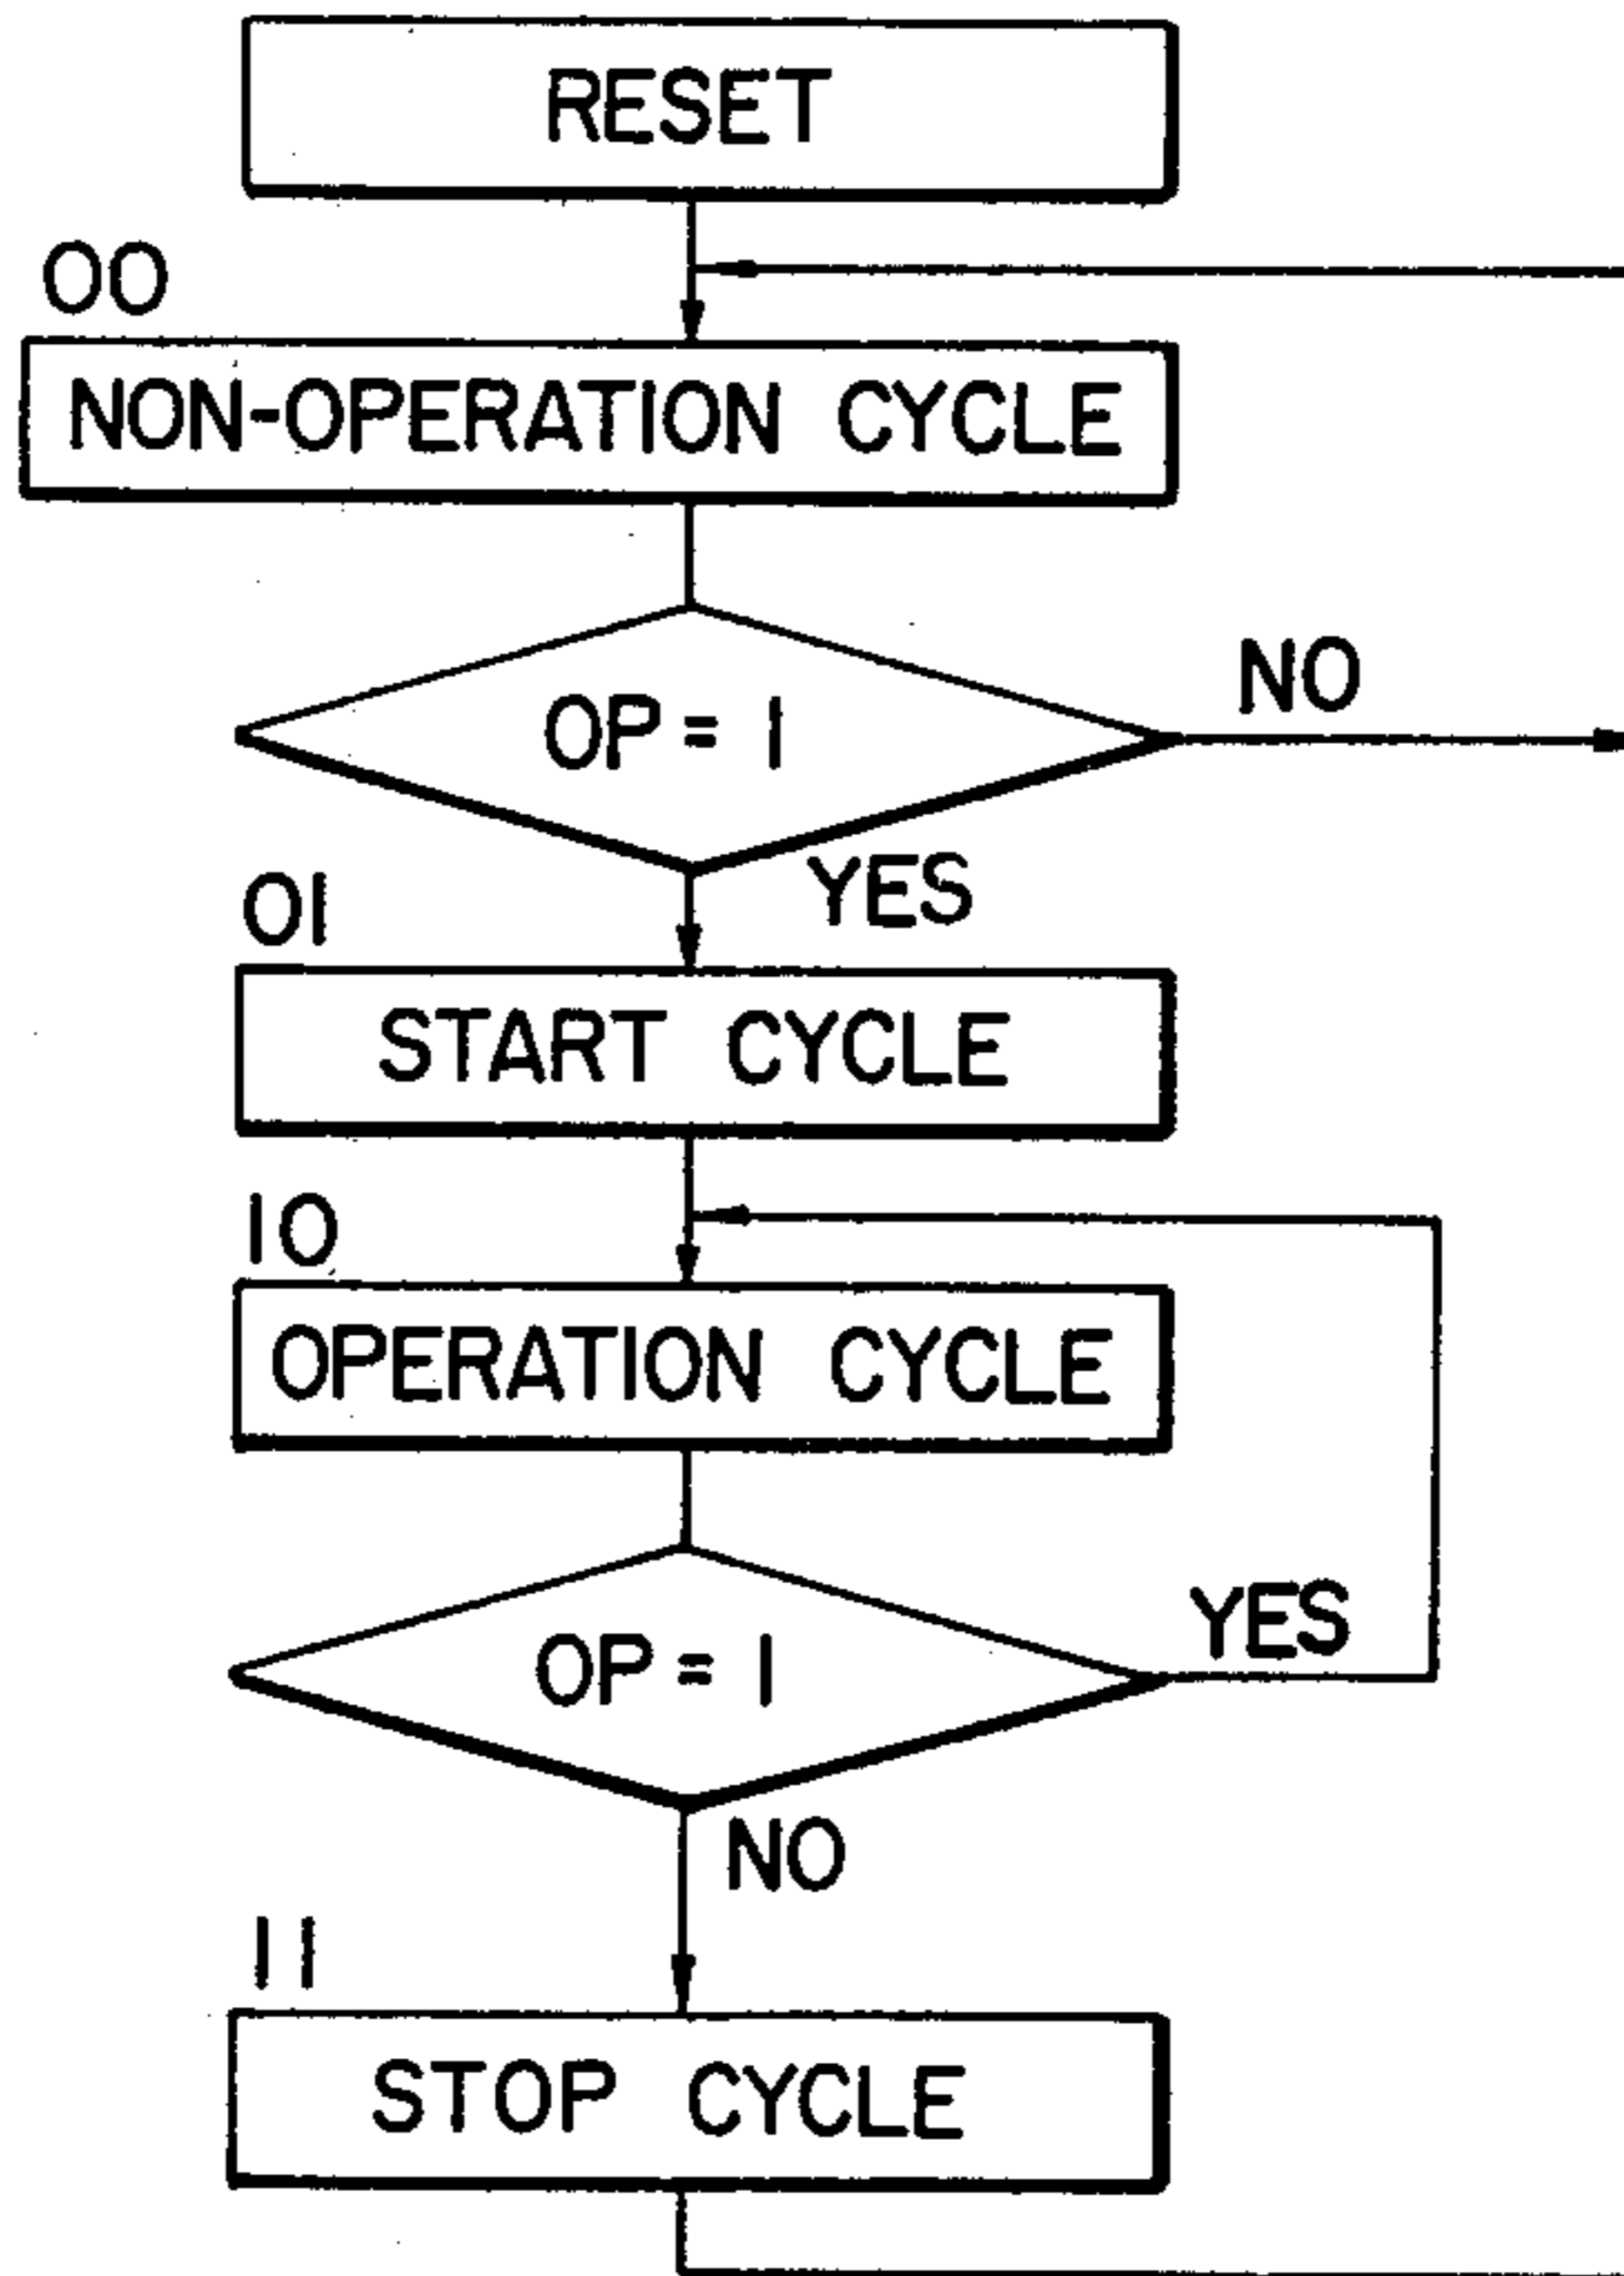 RESET
00
NON-OPERATION CYCLE
OP = 1
NO
YES
01
START CYCLE
10
OPERATION CYCLE
OP = 1
YES
NO
11
STOP CYCLE